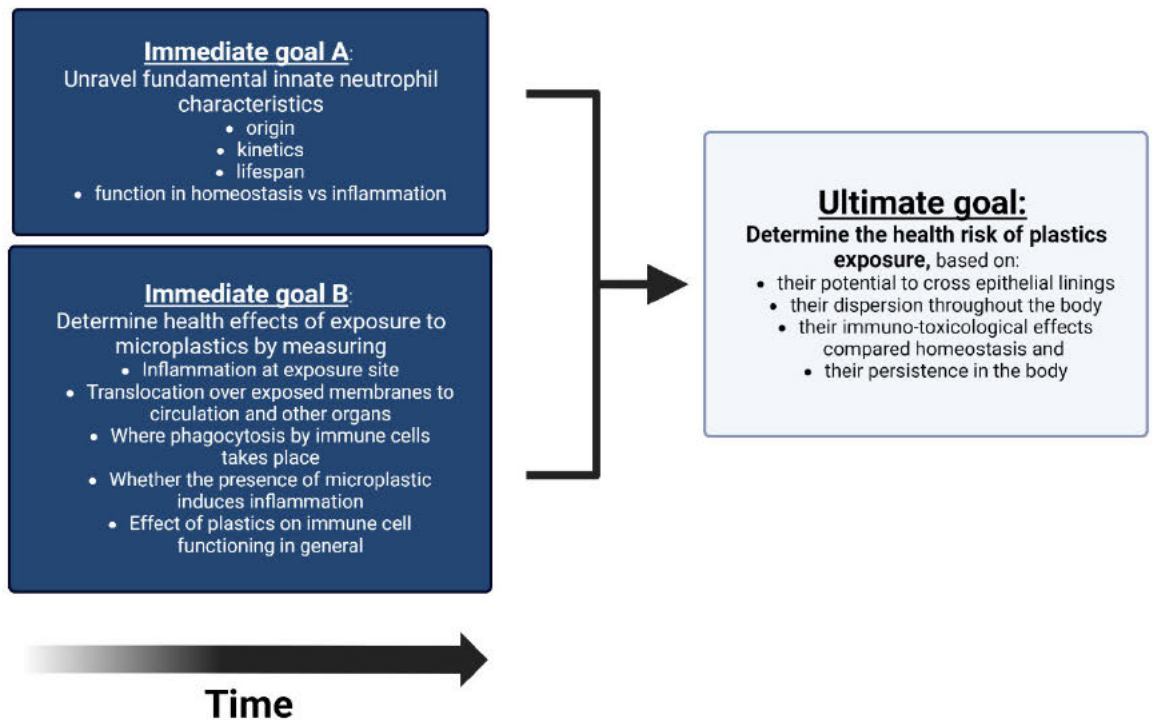 Immediate goal A:
Unravel fundamental innate neutrophil
characteristics
• origin
• kinetics
• lifespan
• function in homeostasis vs inflammation
Immediate goal B:
Determine health effects of exposure to
microplastics by measuring
• Inflammation at exposure site
• Translocation over exposed membranes to
circulation and other organs
• Where phagocytosis by immune cells
takes place
• Whether the presence of microplastic
induces inflammation
• Effect of plastics on immune cell
functioning in general
Time
Ultimate goal:
Determine the health risk of plastics
exposure, based on:
• their potential to cross epithelial linings
• their dispersion throughout the body
• their immuno-toxicological effects
compared homeostasis and
• their persistence in the body